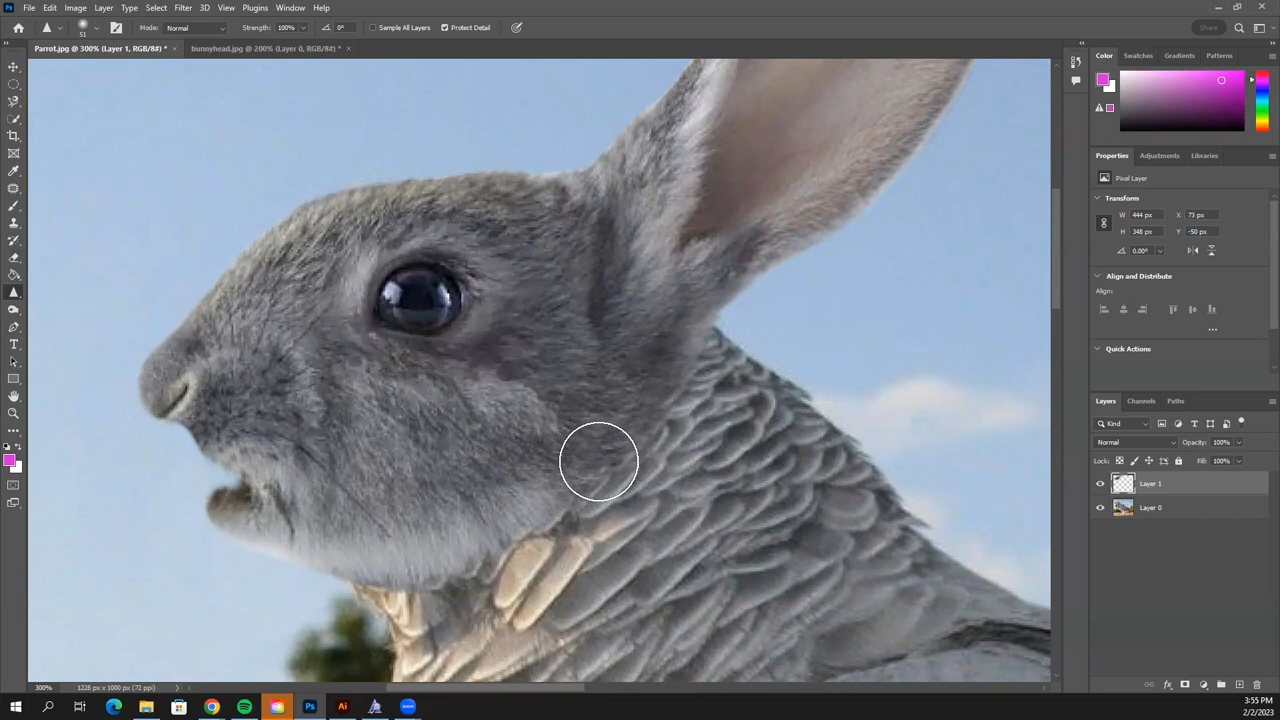 File Edit Image Layer Type Select Filter 3D View Plugins Window Help
51 Mode: Normal Strength: 100% 0° Sample All Layers Protect Detail Share
Parrot.jpg @ 300% (Layer 1, RGB/8#) * × bunnyhead.jpg @ 200% (Layer 0, RGB/8#) * ×
Color Swatches Gradients Patterns
Properties Adjustments Libraries
Pixel Layer
Transform
W 444 px X 73 px
H 348 px Y -50 px
0.00°
Align and Distribute
Align:
Quick Actions
Layers Channels Paths
Kind
Normal Opacity: 100%
Lock: Fill: 100%
Layer 1
Layer 0
300% 1228 px x 1000 px (72 ppi)
3:55 PM
2/2/2023